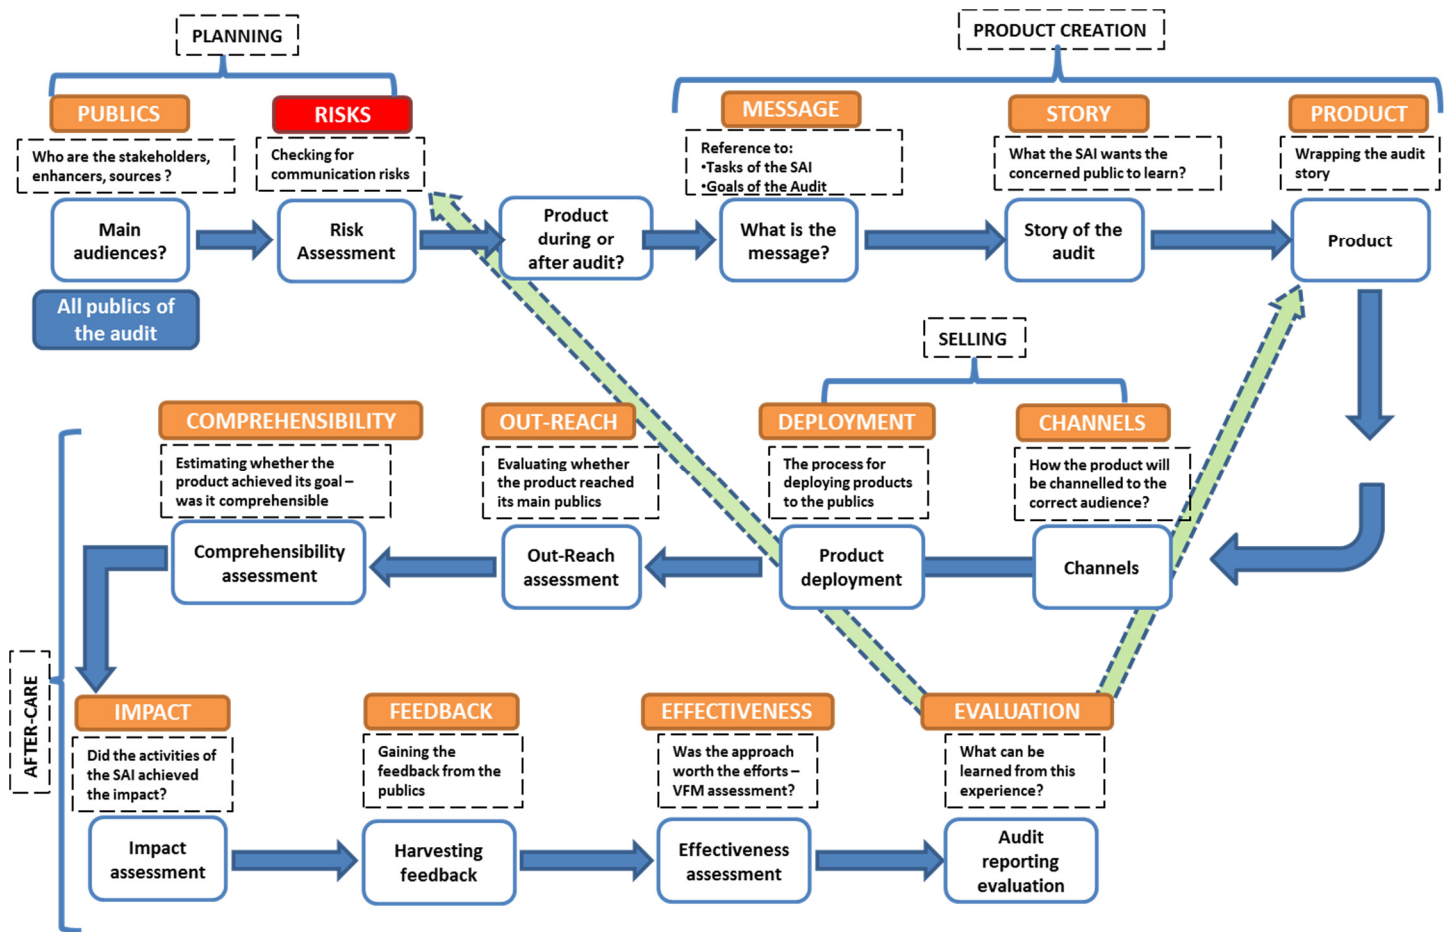 PLANNING
PRODUCT CREATION
PUBLICS
RISKS
MESSAGE
STORY
PRODUCT
Who are the stakeholders,
enhancers, sources ?
Checking for
communication risks
Reference to:
•Tasks of the SAI
•Goals of the Audit
What the SAI wants the
concerned public to learn?
Wrapping the audit
story
Main
audiences?
Risk
Assessment
Product
during or
after audit?
What is the
message?
Story of the
audit
Product
All publics of
the audit
SELLING
COMPREHENSIBILITY
OUT-REACH
DEPLOYMENT
CHANNELS
Estimating whether the
product achieved its goal –
was it comprehensible
Evaluating whether
the product reached
its main publics
The process for
deploying products
to the publics
How the product will
be channelled to the
correct audience?
Comprehensibility
assessment
Out-Reach
assessment
Product
deployment
Channels
AFTER-CARE
IMPACT
FEEDBACK
EFFECTIVENESS
EVALUATION
Did the activities of
the SAI achieved
the impact?
Gaining the
feedback from the
publics
Was the approach
worth the efforts –
VFM assessment?
What can be
learned from this
experience?
Impact
assessment
Harvesting
feedback
Effectiveness
assessment
Audit
reporting
evaluation